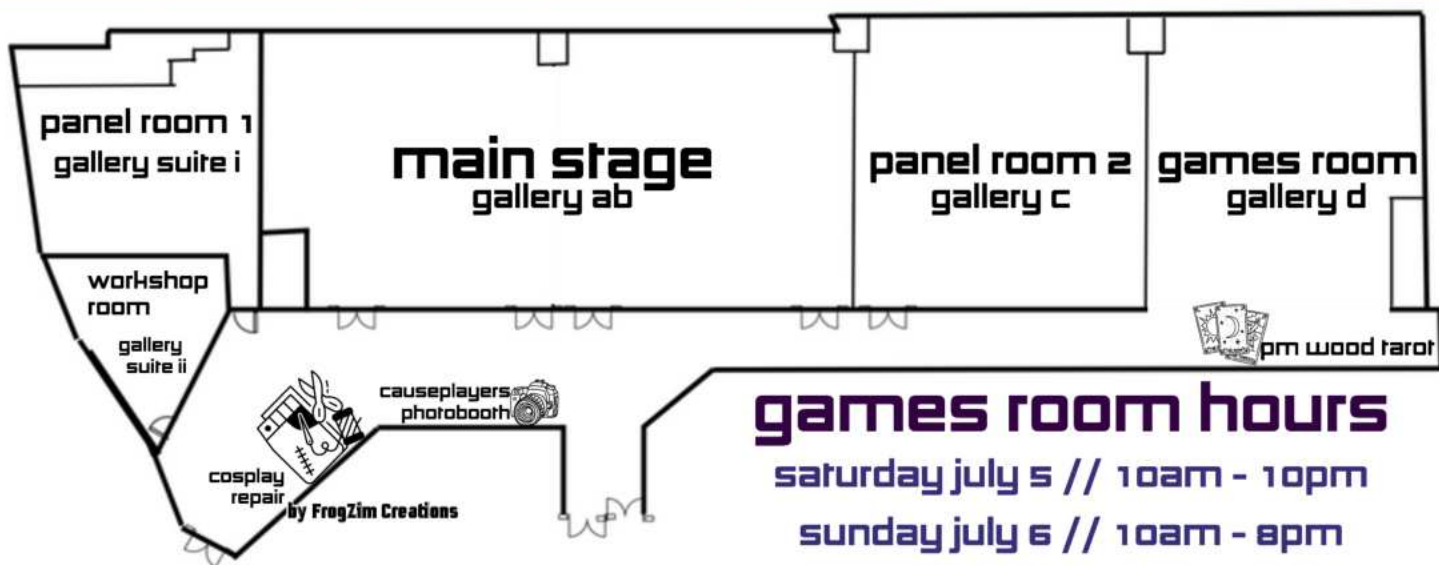 panel room 1
gallery suite i
main stage
gallery ab
panel room 2
gallery c
games room
gallery d
workshop
room
gallery
suite ii
pm wood tarot
causeplayers
photobooth
cosplay
repair
by FrogZim Creations
games room hours
saturday july 5 // 10am - 10pm
sunday july 6 // 10am - 8pm